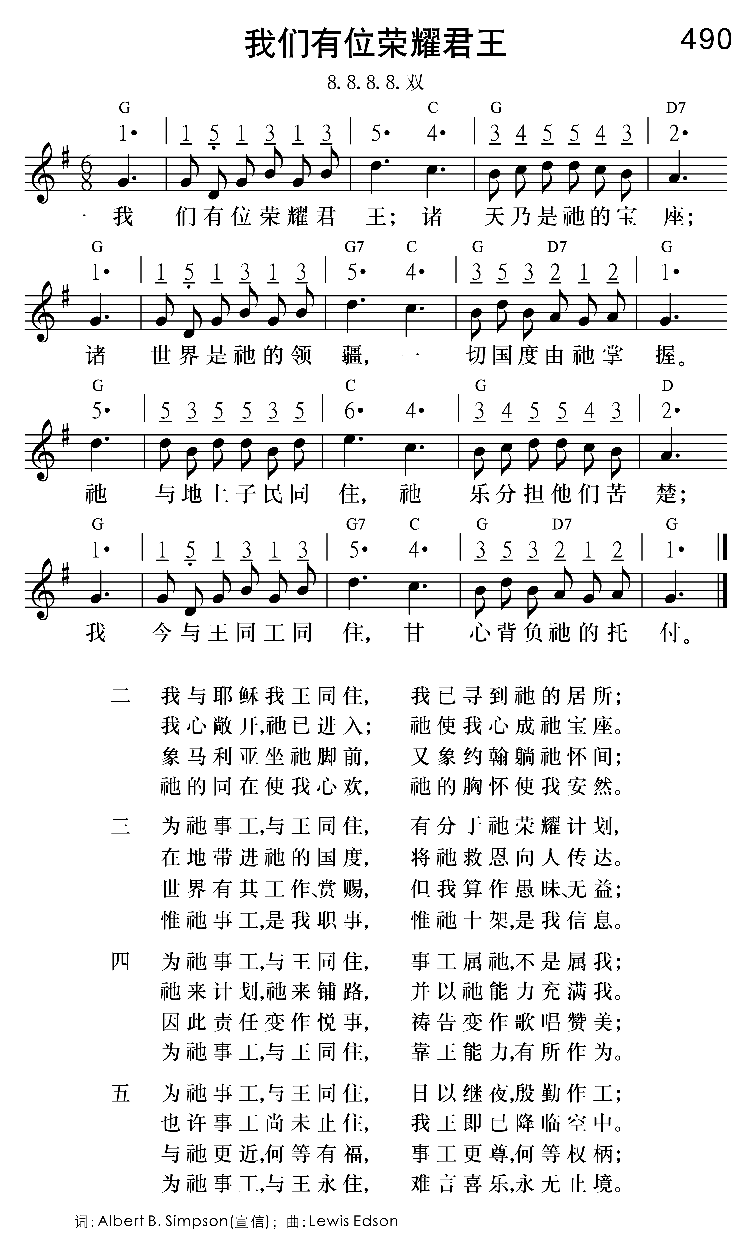 我们有位荣耀君王 490
8. 8. 8. 8. 双
G C G D7
1• 1 5 1 3 1 3 5• 4• 3 4 5 5 4 3 2•
一 我 们有位荣耀君 王；诸 天乃是祂的宝 座；
G G7 C G D7 G
1• 1 5 1 3 1 3 5• 4• 3 5 3 2 1 2 1•
诸 世界是祂的领 疆，一 切国度由祂掌 握。
G C G D
5• 5 3 5 5 3 5 6• 4• 3 4 5 5 4 3 2•
祂 与地上子民同 住，祂 乐分担他们苦 楚；
G G7 C G D7 G
1• 1 5 1 3 1 3 5• 4• 3 5 3 2 1 2 1•
我 今与王同工同 住，甘 心背负祂的托 付。
二 我与耶稣我王同住， 我已寻到祂的居所；
我心敞开，祂已进入； 祂使我心成祂宝座。
象马利亚坐祂脚前， 又象约翰躺祂怀间；
祂的同在使我心欢， 祂的胸怀使我安然。
三 为祂事工，与王同住， 有分于祂荣耀计划，
在地带进祂的国度， 将祂救恩向人传达。
世界有其工作、赏赐， 但我算作愚昧、无益；
惟祂事工，是我职事， 惟祂十架，是我信息。
四 为祂事工，与王同住， 事工属祂，不是属我；
祂来计划，祂来铺路， 并以祂能力充满我。
因此责任变作悦事， 祷告变作歌唱赞美；
为祂事工，与王同住， 靠王能力，有所作为。
五 为祂事工，与王同住， 日以继夜，殷勤作工；
也许事工尚未止住， 我王即已降临空中。
与祂更近，何等有福， 事工更尊，何等权柄；
为祂事工，与王永住， 难言喜乐，永无止境。
词：Albert B. Simpson(宣信)；曲：Lewis Edson